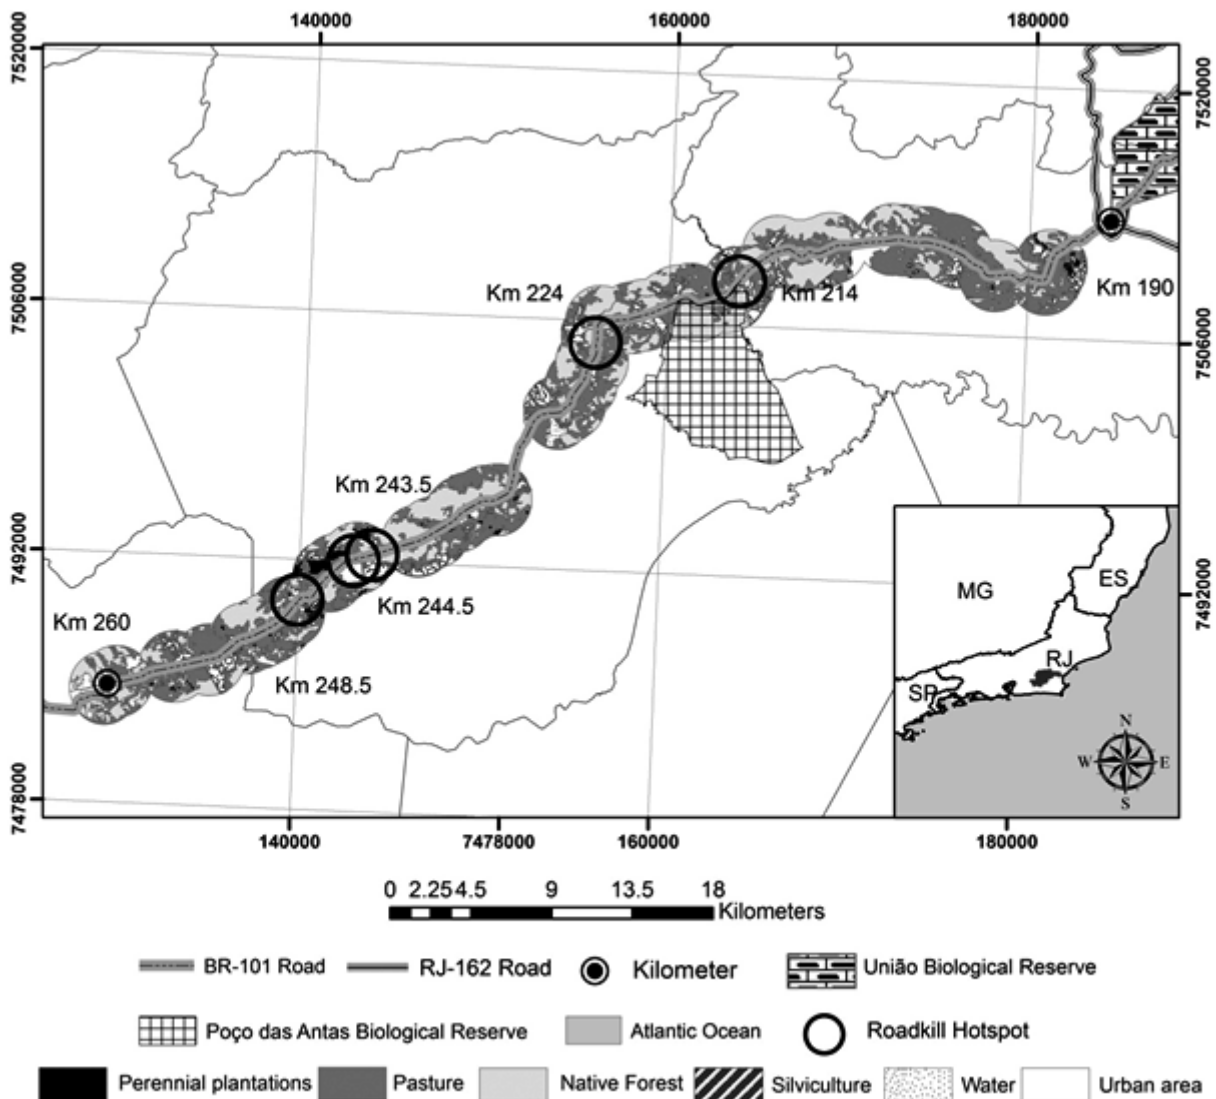 140000 160000 180000
7520000
7520000
Km 224
Km 214
Km 190
7506000
7506000
Km 243.5
7492000
7492000
Km 244.5
Km 260
Km 248.5
MG
ES
RJ
SP
N
W E
S
7478000
140000 7478000 160000 180000
0 2.25 4.5 9 13.5 18
Kilometers
BR-101 Road RJ-162 Road Kilometer União Biological Reserve
Poço das Antas Biological Reserve Atlantic Ocean Roadkill Hotspot
Perennial plantations Pasture Native Forest Silviculture Water Urban area